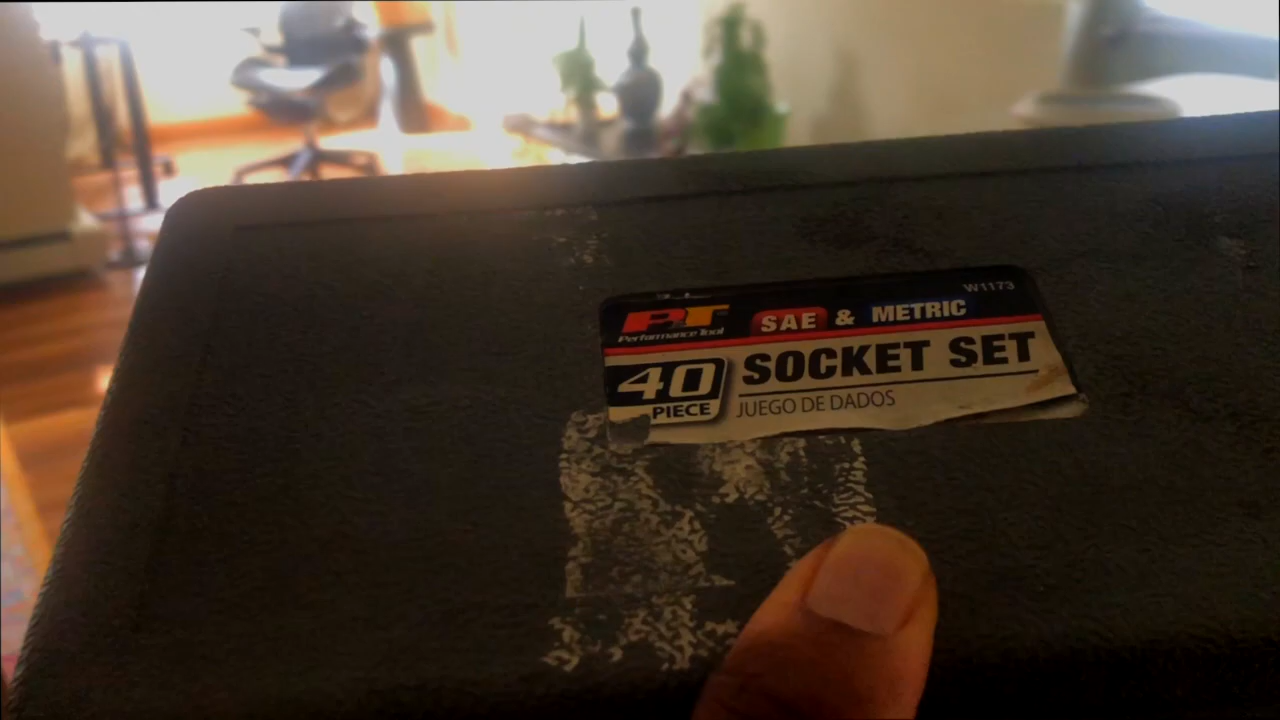 W1173
PT SAE & METRIC
Performance Tool
40 PIECE SOCKET SET
JUEGO DE DADOS